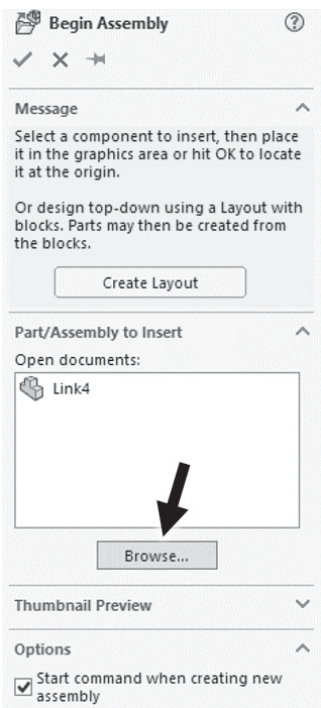 Begin Assembly
Message
Select a component to insert, then place
it in the graphics area or hit OK to locate
it at the origin.
Or design top-down using a Layout with
blocks. Parts may then be created from
the blocks.
Create Layout
Part/Assembly to Insert
Open documents:
Link4
Browse...
Thumbnail Preview
Options
Start command when creating new
assembly